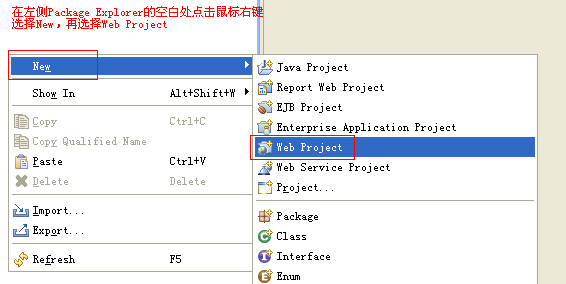 在左侧Package Explorer的空白处点击鼠标右键
选择New，再选择Web Project
New
Show In Alt+Shift+W
Copy Ctrl+C
Copy Qualified Name
Paste Ctrl+V
Delete Delete
Import...
Export...
Refresh F5
Java Project
Report Web Project
EJB Project
Enterprise Application Project
Web Project
Web Service Project
Project...
Package
Class
Interface
Enum